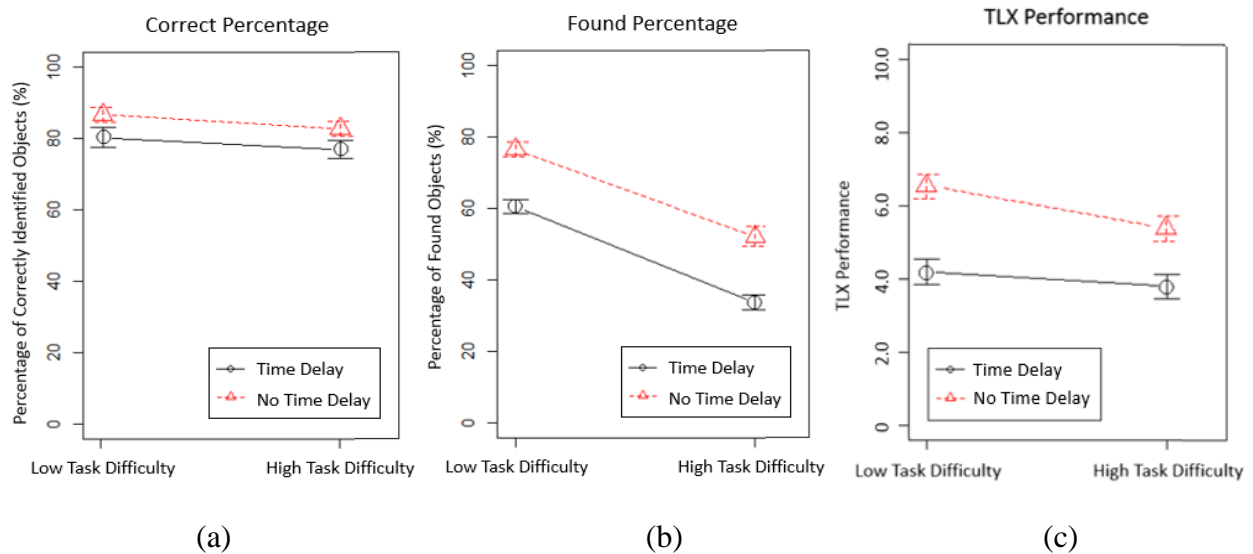 Correct Percentage
Percentage of Correctly Identified Objects (%)
100
80
60
40
20
0
Time Delay
No Time Delay
Low Task Difficulty
High Task Difficulty
(a)
Found Percentage
Percentage of Found Objects (%)
100
80
60
40
20
0
Time Delay
No Time Delay
Low Task Difficulty
High Task Difficulty
(b)
TLX Performance
TLX Performance
10.0
8.0
6.0
4.0
2.0
0
Time Delay
No Time Delay
Low Task Difficulty
High Task Difficulty
(c)